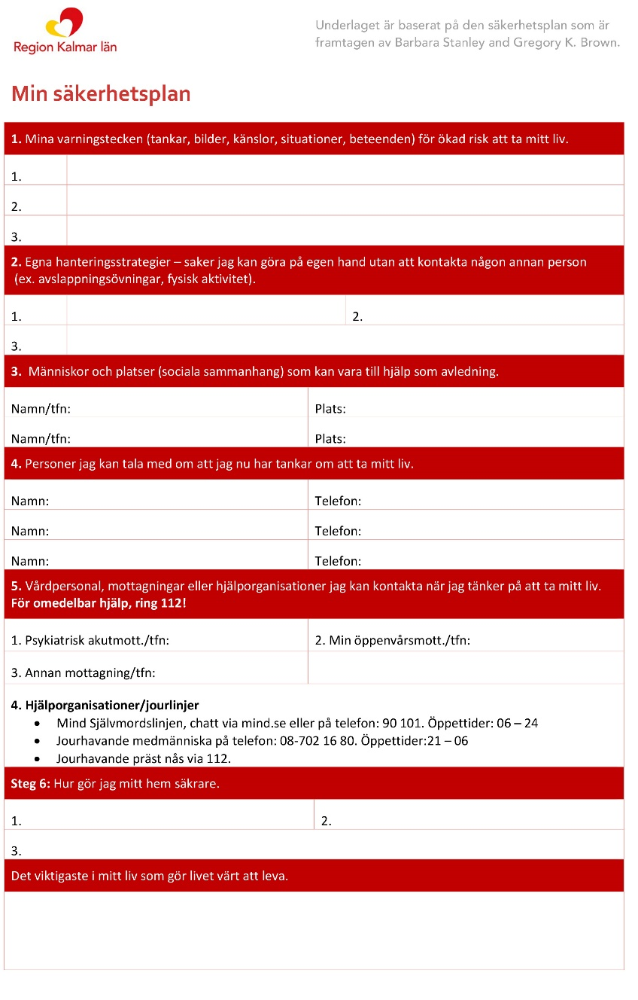 Region Kalmar län
Underlaget är baserat på den säkerhetsplan som är
framtagen av Barbara Stanley and Gregory K. Brown.
Min säkerhetsplan
1. Mina varningstecken (tankar, bilder, känslor, situationer, beteenden) för ökad risk att ta mitt liv.
1.
2.
3.
2. Egna hanteringsstrategier – saker jag kan göra på egen hand utan att kontakta någon annan person
(ex. avslappningsövningar, fysisk aktivitet).
1. 2.
3.
3. Människor och platser (sociala sammanhang) som kan vara till hjälp som avledning.
Namn/tfn: Plats:
Namn/tfn: Plats:
4. Personer jag kan tala med om att jag nu har tankar om att ta mitt liv.
Namn: Telefon:
Namn: Telefon:
Namn: Telefon:
5. Vårdpersonal, mottagningar eller hjälporganisationer jag kan kontakta när jag tänker på att ta mitt liv.
För omedelbar hjälp, ring 112!
1. Psykiatrisk akutmott./tfn: 2. Min öppenvårsmott./tfn:
3. Annan mottagning/tfn:
4. Hjälporganisationer/jourlinjer
• Mind Självmordslinjen, chatt via mind.se eller på telefon: 90 101. Öppettider: 06 – 24
• Jourhavande medmänniska på telefon: 08-702 16 80. Öppettider:21 – 06
• Jourhavande präst nås via 112.
Steg 6: Hur gör jag mitt hem säkrare.
1. 2.
3.
Det viktigaste i mitt liv som gör livet värt att leva.